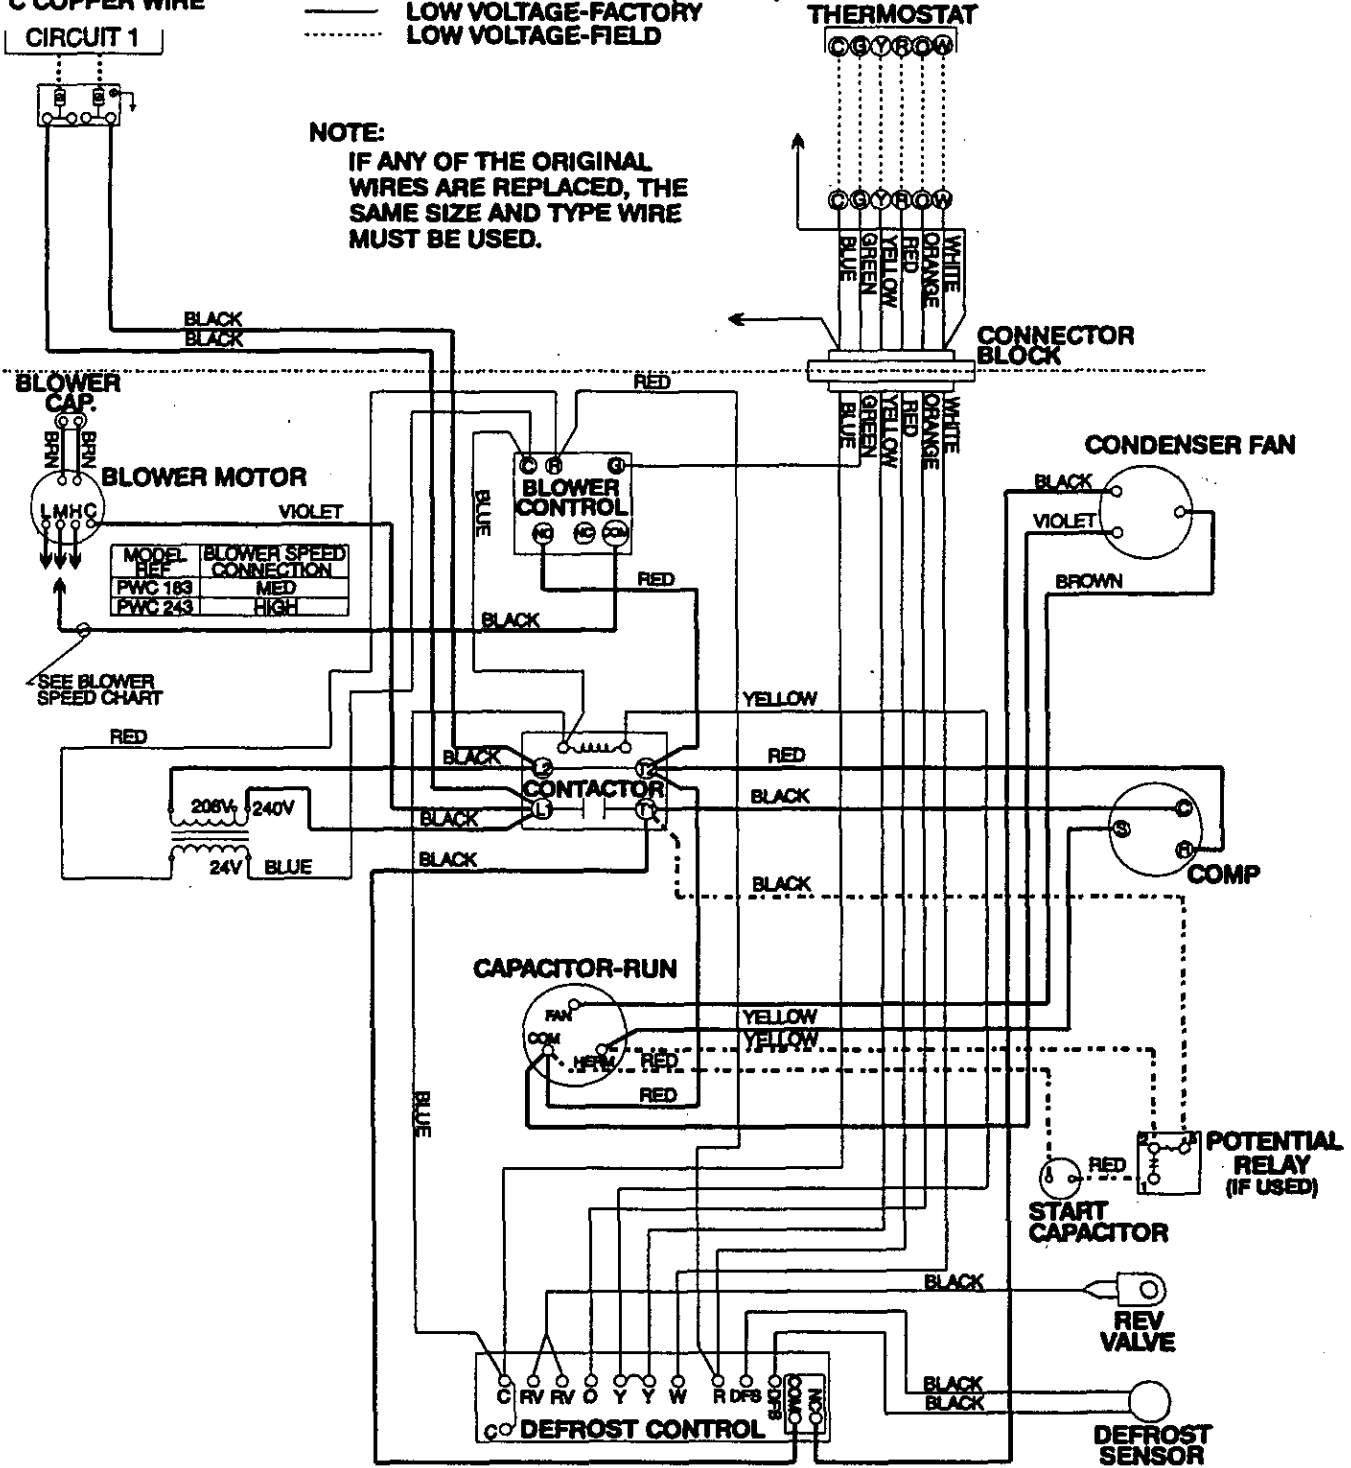 C COPPER WIRE
CIRCUIT 1
LOW VOLTAGE-FACTORY
LOW VOLTAGE-FIELD
THERMOSTAT
C G Y R O W
NOTE:
IF ANY OF THE ORIGINAL
WIRES ARE REPLACED, THE
SAME SIZE AND TYPE WIRE
MUST BE USED.
C G Y R O W
BLUE
GREEN
YELLOW
RED
ORANGE
WHITE
BLACK
BLACK
CONNECTOR
BLOCK
BLOWER
CAP.
BRN
BRN
BLOWER MOTOR
L M H C
VIOLET
MODEL REF
BLOWER SPEED CONNECTION
PWC 183 MED
PWC 243 HIGH
RED
C R G
BLOWER
CONTROL
NO NC COM
BLUE
RED
BLACK
BLUE
GREEN
YELLOW
RED
ORANGE
WHITE
CONDENSER FAN
BLACK
VIOLET
BROWN
SEE BLOWER
SPEED CHART
YELLOW
RED
BLACK
L2 T2
CONTACTOR
L1 T1
RED
BLACK
208V 240V
BLACK
24V BLUE
BLACK
C
S
R
COMP
BLACK
CAPACITOR-RUN
FAN
COM
HERM
YELLOW
YELLOW
RED
RED
BLUE
2
1
POTENTIAL
RELAY
(IF USED)
RED
START
CAPACITOR
BLACK
REV
VALVE
C RV RV O Y Y W R DFS DFS COM NC
C DEFROST CONTROL
BLACK
BLACK
DEFROST
SENSOR